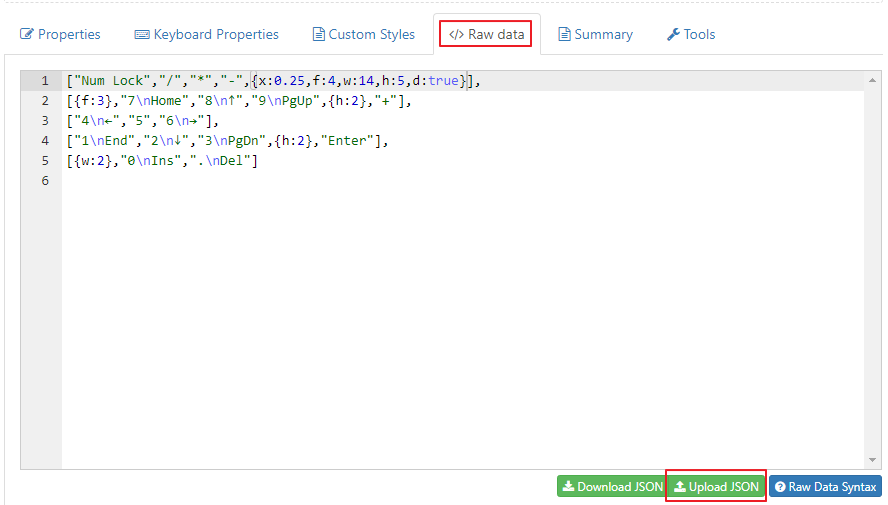 Properties Keyboard Properties Custom Styles </> Raw data Summary Tools
1 ["Num Lock","/","*","-",{x:0.25,f:4,w:14,h:5,d:true}],
2 [{f:3},"7\nHome","8\n↑","9\nPgUp",{h:2},"+"],
3 ["4\n←","5","6\n→"],
4 ["1\nEnd","2\n↓","3\nPgDn",{h:2},"Enter"],
5 [{w:2},"0\nIns",".\nDel"]
6
Download JSON Upload JSON Raw Data Syntax